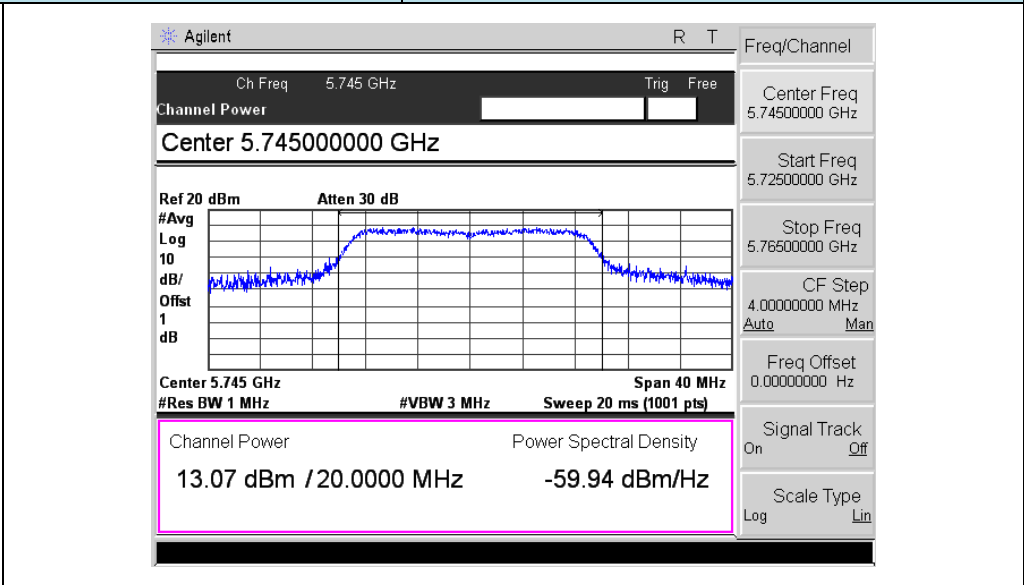 Agilent R T
Ch Freq 5.745 GHz Trig Free
Channel Power
Center 5.745000000 GHz
Ref 20 dBm Atten 30 dB
#Avg
Log
10
dB/
Offst
1
dB
Center 5.745 GHz Span 40 MHz
#Res BW 1 MHz #VBW 3 MHz Sweep 20 ms (1001 pts)
Channel Power Power Spectral Density
13.07 dBm / 20.0000 MHz -59.94 dBm/Hz
Freq/Channel
Center Freq
5.74500000 GHz
Start Freq
5.72500000 GHz
Stop Freq
5.76500000 GHz
CF Step
4.00000000 MHz
Auto Man
Freq Offset
0.00000000 Hz
Signal Track
On Off
Scale Type
Log Lin